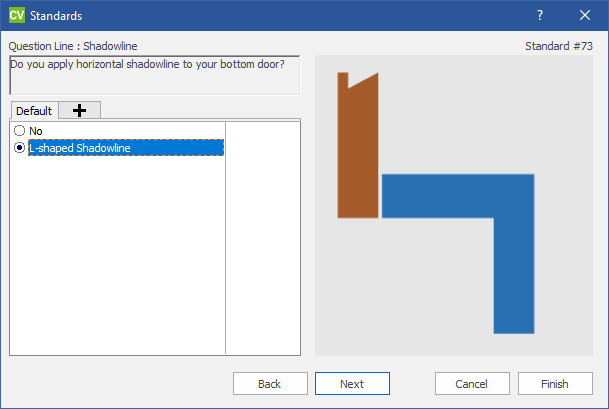 CV Standards ?
Question Line : Shadowline
Standard #73
Do you apply horizontal shadowline to your bottom door?
Default
No
L-shaped Shadowline
Back Next Cancel Finish